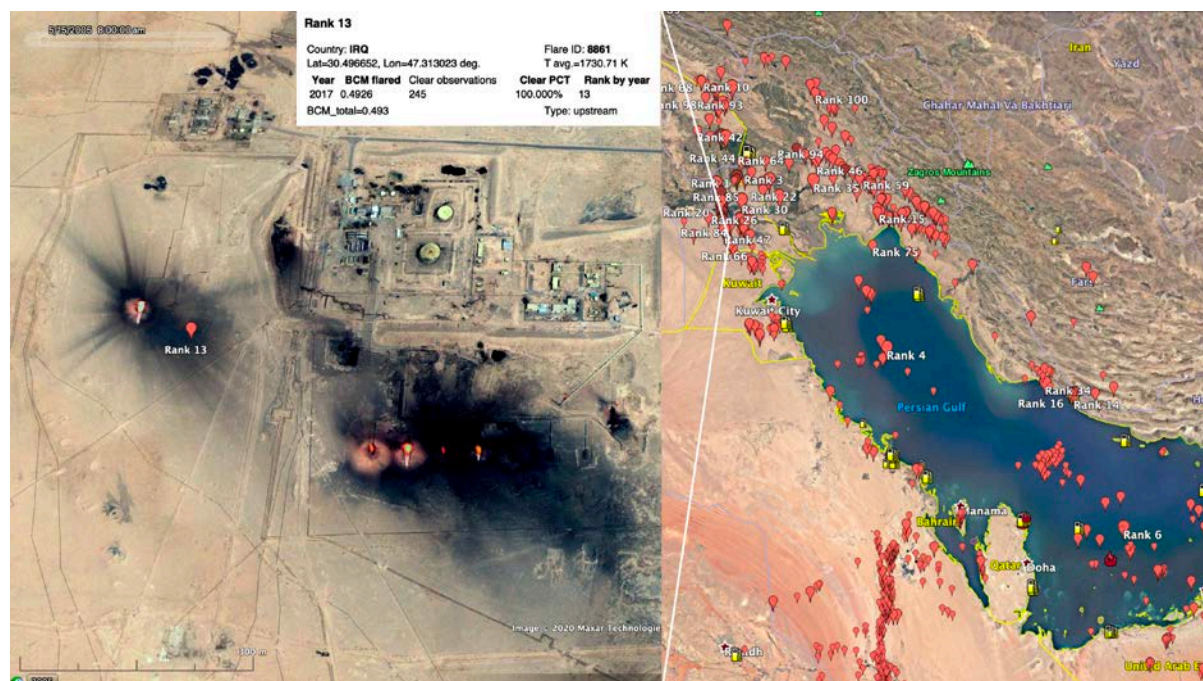 5/15/2005 8:00:00 am
Rank 13
Country: IRQ Flare ID: 8861
Lat=30.496652, Lon=47.313023 deg. T avg.=1730.71 K
Year BCM flared Clear observations Clear PCT Rank by year
2017 0.4926 245 100.000% 13
BCM_total=0.493 Type: upstream
Rank 13
Image © 2020 Maxar Technologie
300 m
2005
Iran
Yazd
Chahar Mahal Va Bakhtiari
Rank 10
Rank 100
Rank 93
Rank 42
Rank 44
Rank 64
Rank 94
Rank 46
Zagros Mountains
Rank 1
Rank 3
Rank 35
Rank 59
Rank 85
Rank 22
Rank 20
Rank 30
Rank 26
Rank 15
Rank 84
Rank 47
Rank 66
Rank 75
Kuwait
Fars
Kuwait City
Rank 4
Rank 34
Rank 16
Rank 14
Persian Gulf
Manama
Bahrain
Rank 6
Qatar
Doha
United Arab E